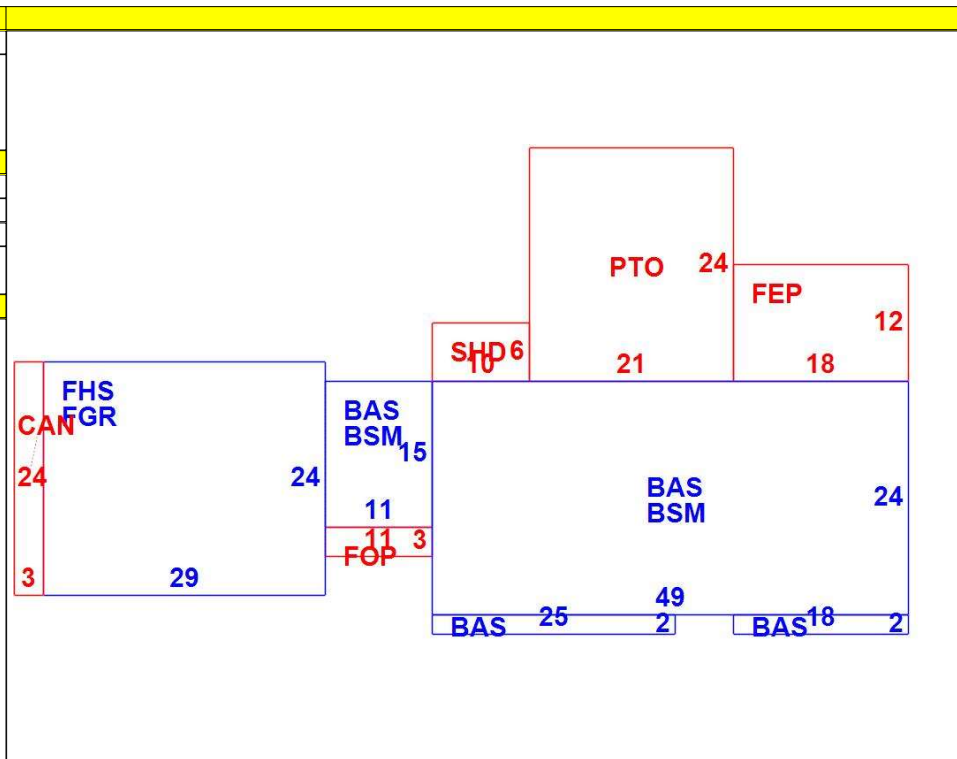 PTO 24
FEP
12
SHD 6
10
21
18
FHS
FGR
CAN
24
3
24
29
BAS
BSM
15
11
11 3
FOP
BAS
BSM
24
49
BAS 25 2
BAS 18 2